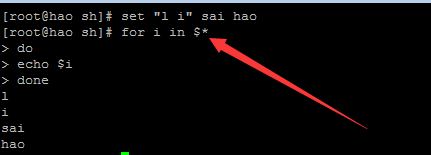 [root@hao sh]# set "l i" sai hao
[root@hao sh]# for i in $*
> do
> echo $i
> done
l
i
sai
hao